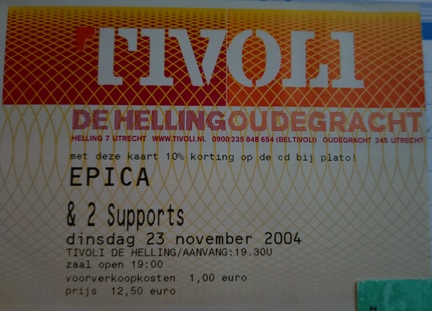 TIVOLI
DE HELLING OUDEGRACHT
HELLING 7 UTRECHT WWW.TIVOLI.NL 0900 235 848 654 (BELTIVOLI) OUDEGRACHT 245 UTRECHT
met deze kaart 10% korting op de cd bij plato!
EPICA
& 2 Supports
dinsdag 23 november 2004
TIVOLI DE HELLING/AANVANG:19.30U
zaal open 19:00
voorverkoopkosten 1,00 euro
prijs 12,50 euro